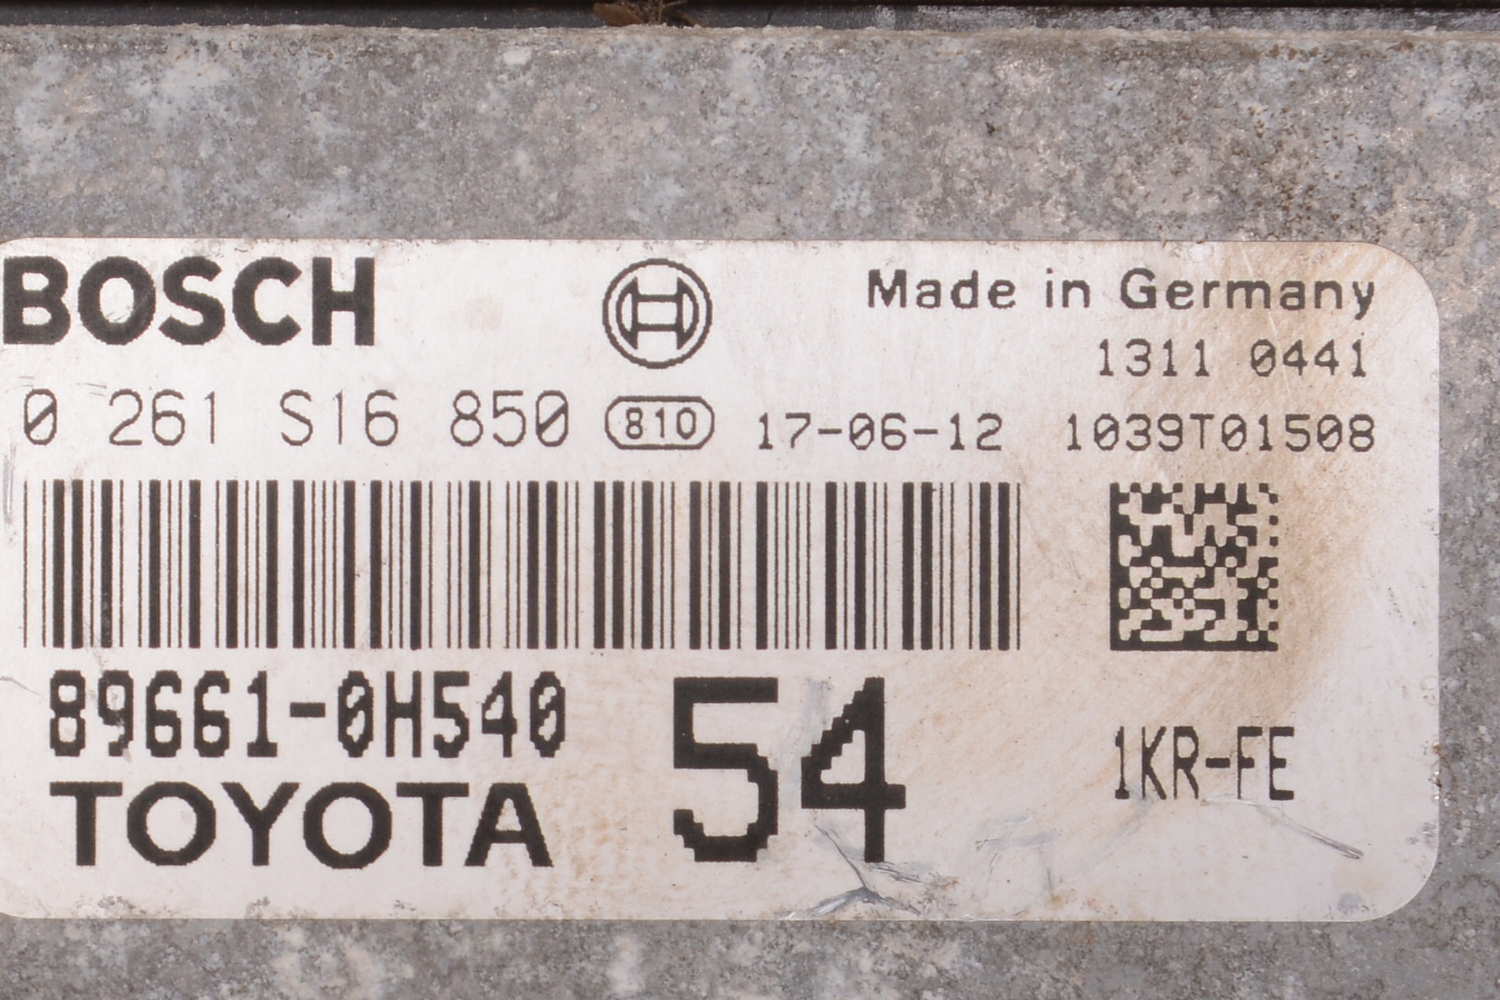 BOSCH
Made in Germany
1311 0441
0 261 S16 850 810 17-06-12 1039T01508
89661-0H540
54
1KR-FE
TOYOTA